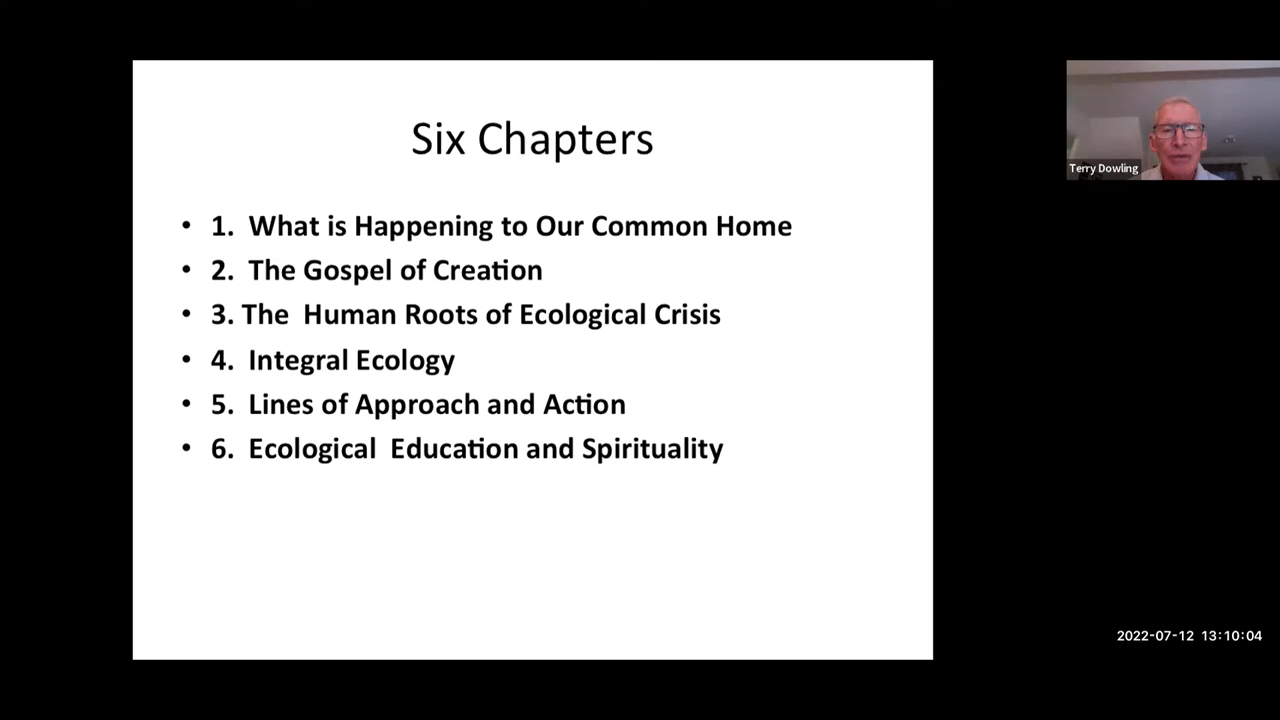 Six Chapters
• 1.  What is Happening to Our Common Home
• 2.  The Gospel of Creation
• 3. The  Human Roots of Ecological Crisis
• 4.  Integral Ecology
• 5.  Lines of Approach and Action
• 6.  Ecological  Education and Spirituality
Terry Dowling
2022-07-12 13:10:04